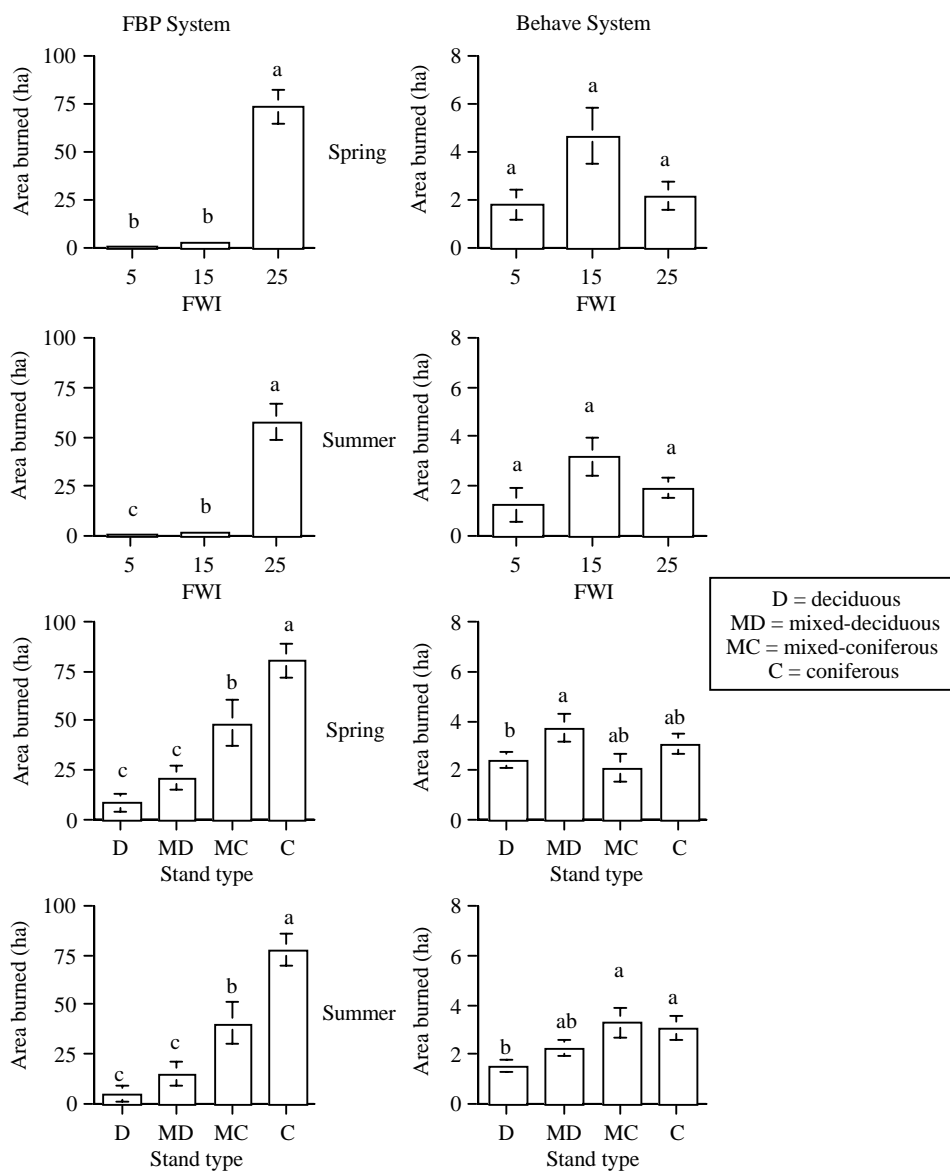 FBP System
Behave System
Area burned (ha)
100
75
50
25
0
b
b
a
5 15 25
FWI
Spring
Area burned (ha)
8
6
4
2
0
a
a
a
5 15 25
FWI
Area burned (ha)
100
75
50
25
0
c
b
a
5 15 25
FWI
Summer
Area burned (ha)
8
6
4
2
0
a
a
a
5 15 25
FWI
D = deciduous
MD = mixed-deciduous
MC = mixed-coniferous
C = coniferous
Area burned (ha)
100
75
50
25
0
c
c
b
a
D MD MC C
Stand type
Spring
Area burned (ha)
8
6
4
2
0
b
a
ab
ab
D MD MC C
Stand type
Area burned (ha)
100
75
50
25
0
c
c
b
a
D MD MC C
Stand type
Summer
Area burned (ha)
8
6
4
2
0
b
ab
a
a
D MD MC C
Stand type